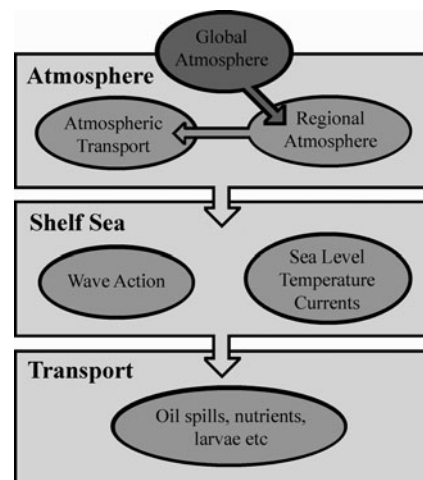 Global
Atmosphere
Atmosphere
Atmospheric
Transport
Regional
Atmosphere
Shelf Sea
Wave Action
Sea Level
Temperature
Currents
Transport
Oil spills, nutrients,
larvae etc